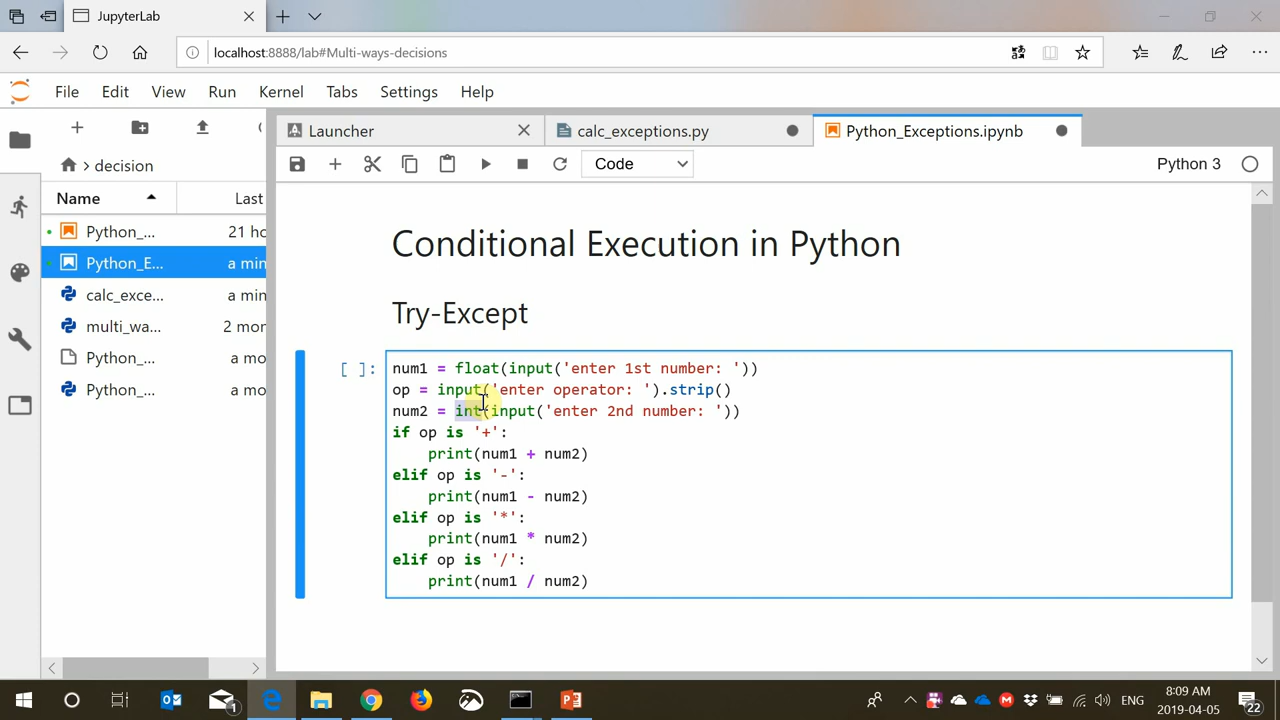 JupyterLab
localhost:8888/lab#Multi-ways-decisions
File Edit View Run Kernel Tabs Settings Help
Launcher
calc_exceptions.py
Python_Exceptions.ipynb
Code
Python 3
decision
Name
Last
Python_... 21 ho
Python_E... a min
calc_exce... a min
multi_wa... 2 mor
Python_... a mo
Python_... a mo
Conditional Execution in Python
Try-Except
[ ]:
num1 = float(input('enter 1st number: '))
op = input('enter operator: ').strip()
num2 = int(input('enter 2nd number: '))
if op is '+':
    print(num1 + num2)
elif op is '-':
    print(num1 - num2)
elif op is '*':
    print(num1 * num2)
elif op is '/':
    print(num1 / num2)
1
ENG
8:09 AM
2019-04-05
22